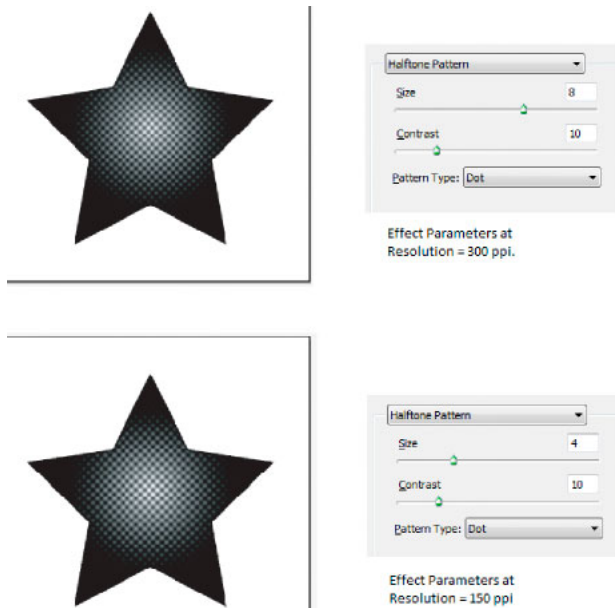 Halftone Pattern
Size 8
Contrast 10
Pattern Type: Dot
Effect Parameters at
Resolution = 300 ppi.
Halftone Pattern
Size 4
Contrast 10
Pattern Type: Dot
Effect Parameters at
Resolution = 150 ppi